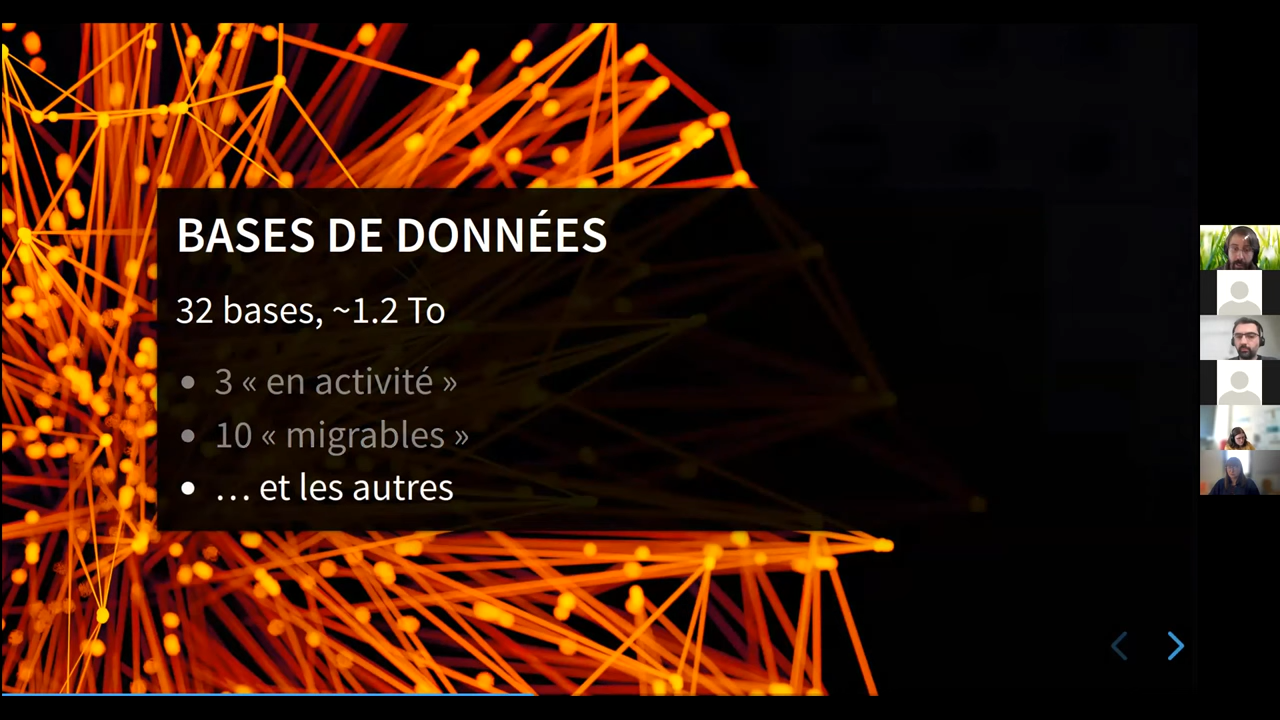 BASES DE DONNÉES
32 bases, ~1.2 To
• 3 « en activité »
• 10 « migrables »
• … et les autres